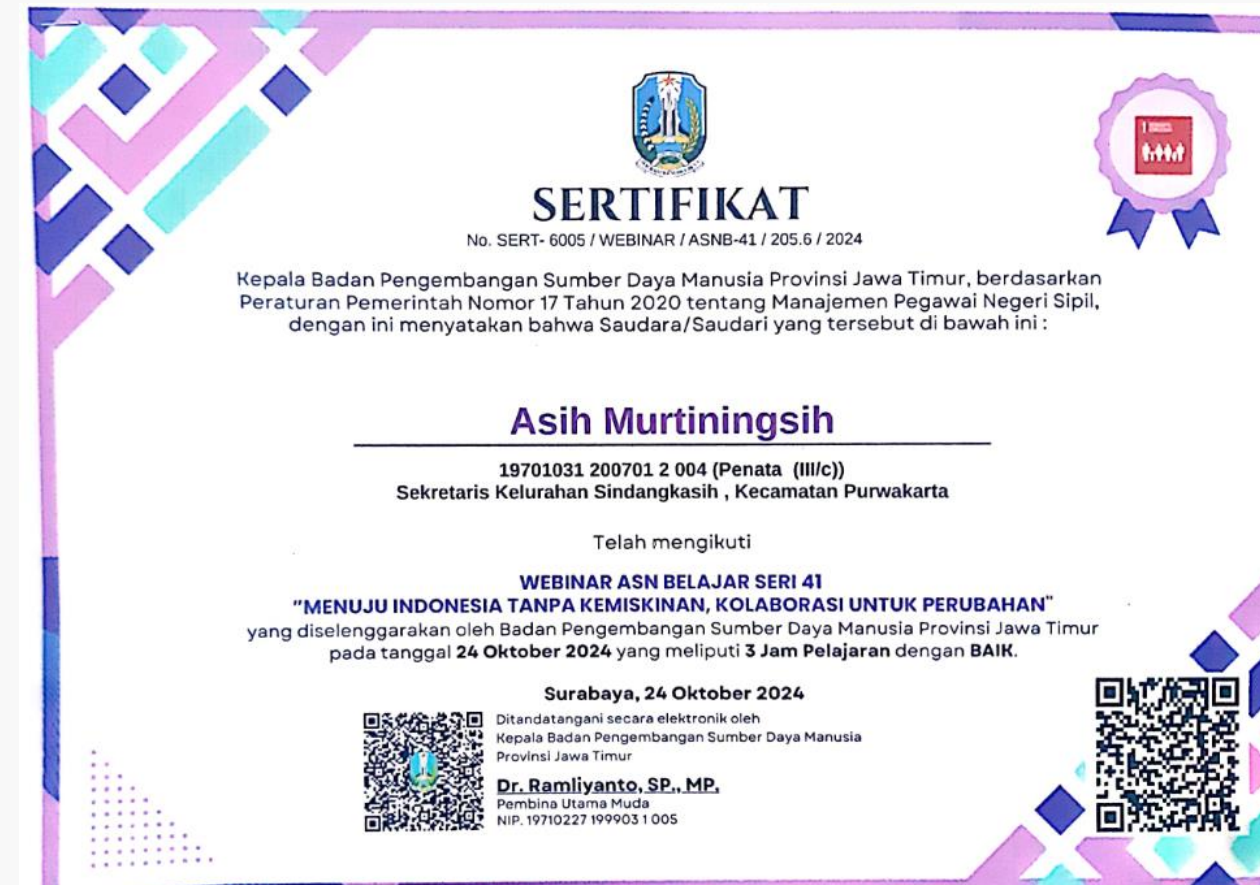 SERTIFIKAT
No. SERT- 6005 / WEBINAR / ASNB-41 / 205.6 / 2024
Kepala Badan Pengembangan Sumber Daya Manusia Provinsi Jawa Timur, berdasarkan
Peraturan Pemerintah Nomor 17 Tahun 2020 tentang Manajemen Pegawai Negeri Sipil,
dengan ini menyatakan bahwa Saudara/Saudari yang tersebut di bawah ini :
Asih Murtiningsih
19701031 200701 2 004 (Penata (III/c))
Sekretaris Kelurahan Sindangkasih , Kecamatan Purwakarta
Telah mengikuti
WEBINAR ASN BELAJAR SERI 41
"MENUJU INDONESIA TANPA KEMISKINAN, KOLABORASI UNTUK PERUBAHAN"
yang diselenggarakan oleh Badan Pengembangan Sumber Daya Manusia Provinsi Jawa Timur
pada tanggal 24 Oktober 2024 yang meliputi 3 Jam Pelajaran dengan BAIK.
Surabaya, 24 Oktober 2024
Ditandatangani secara elektronik oleh
Kepala Badan Pengembangan Sumber Daya Manusia
Provinsi Jawa Timur
Dr. Ramliyanto, SP., MP.
Pembina Utama Muda
NIP. 19710227 199903 1 005